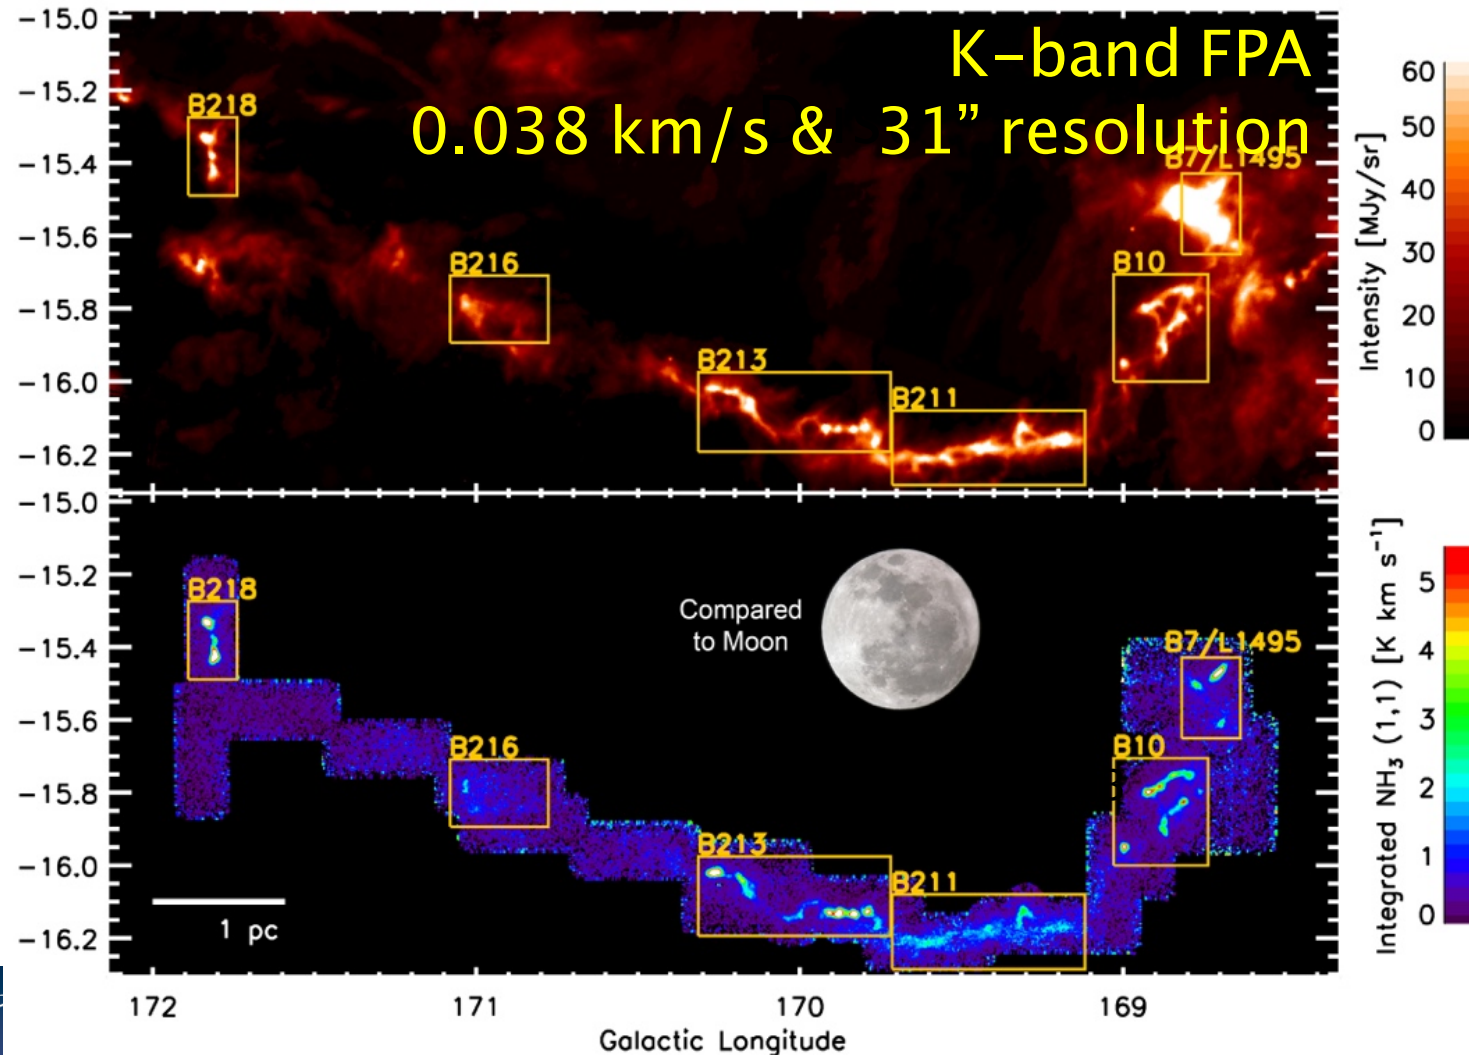 K-band FPA
0.038 km/s & 31” resolution
−15.0
−15.2
−15.4
−15.6
−15.8
−16.0
−16.2
B218
B216
B213
B211
B10
B7/L1495
60
50
40
30
20
10
0
Intensity [MJy/sr]
−15.0
−15.2
−15.4
−15.6
−15.8
−16.0
−16.2
B218
B216
B213
B211
B10
B7/L1495
Compared
to Moon
1 pc
5
4
3
2
1
0
Integrated NH₃ (1,1) [K km s⁻¹]
172
171
170
169
Galactic Longitude